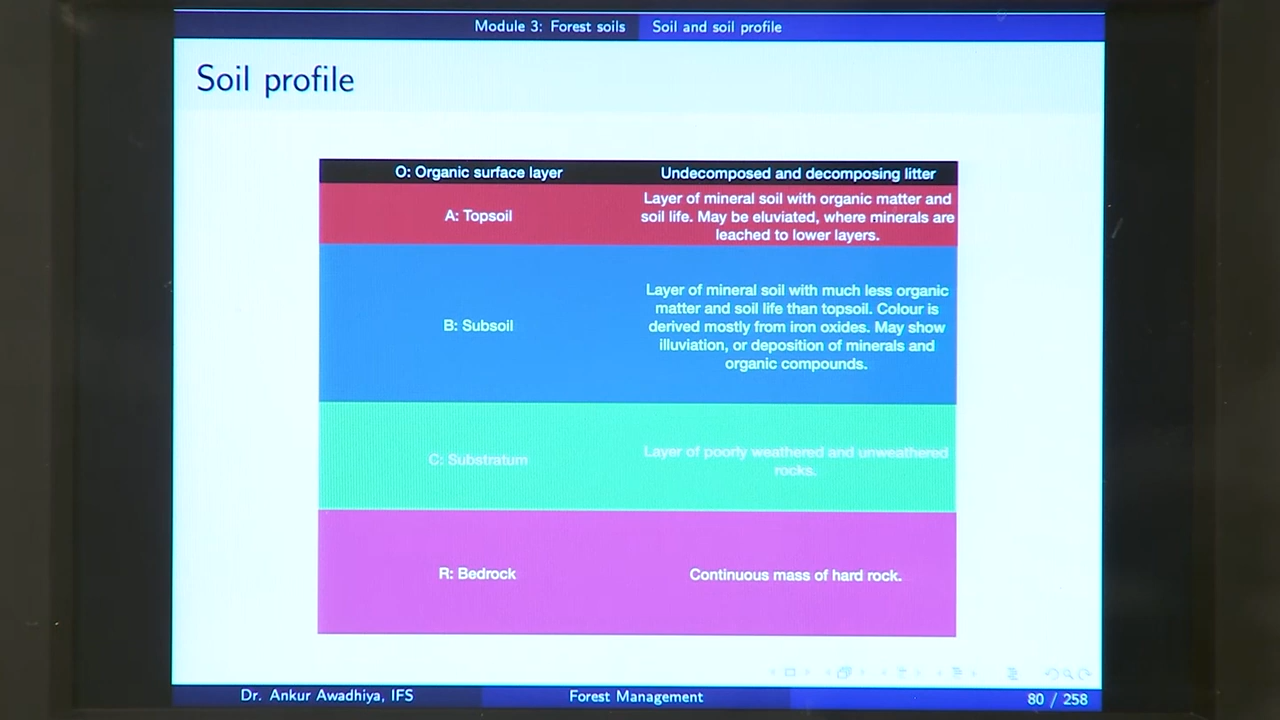 Module 3: Forest soils Soil and soil profile
Soil profile
O: Organic surface layer
Undecomposed and decomposing litter
A: Topsoil
Layer of mineral soil with organic matter and
soil life. May be eluviated, where minerals are
leached to lower layers.
B: Subsoil
Layer of mineral soil with much less organic
matter and soil life than topsoil. Colour is
derived mostly from iron oxides. May show
illuviation, or deposition of minerals and
organic compounds.
C: Substratum
Layer of poorly weathered and unweathered
rocks.
R: Bedrock
Continuous mass of hard rock.
Dr. Ankur Awadhiya, IFS Forest Management 80 / 258